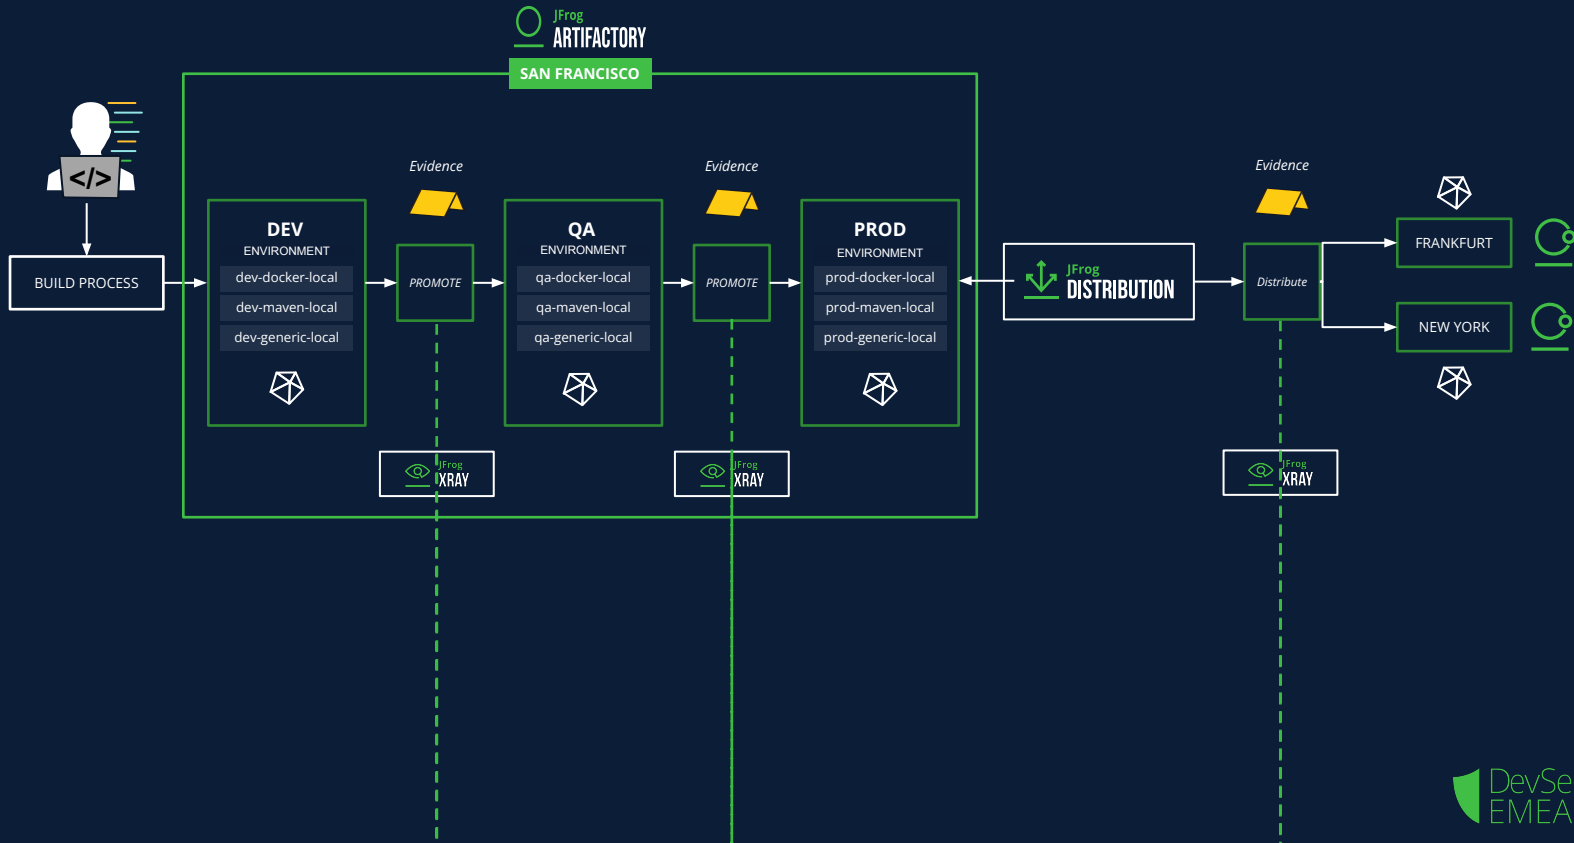 JFrog
ARTIFACTORY
SAN FRANCISCO
</>
BUILD PROCESS
DEV
ENVIRONMENT
dev-docker-local
dev-maven-local
dev-generic-local
Evidence
PROMOTE
QA
ENVIRONMENT
qa-docker-local
qa-maven-local
qa-generic-local
Evidence
PROMOTE
PROD
ENVIRONMENT
prod-docker-local
prod-maven-local
prod-generic-local
JFrog
DISTRIBUTION
Evidence
Distribute
FRANKFURT
NEW YORK
JFrog
XRAY
JFrog
XRAY
JFrog
XRAY
DevSe
EMEA